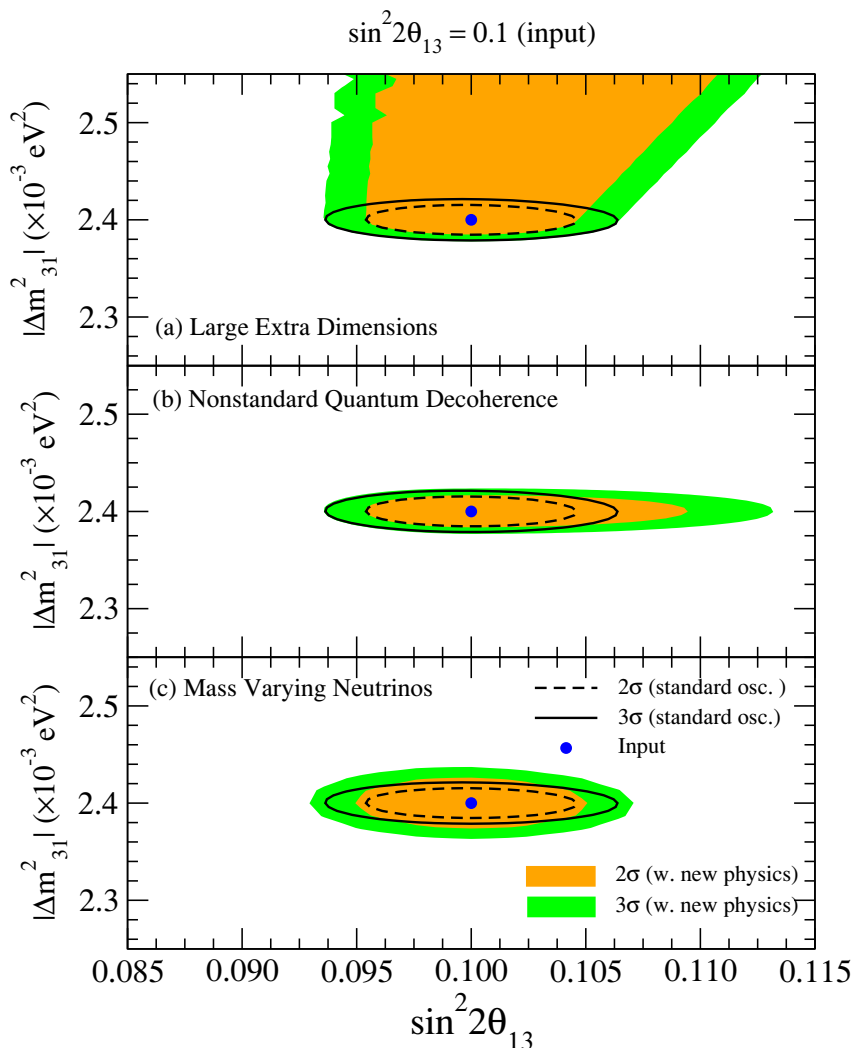 sin²2θ₁₃ = 0.1 (input)
2.5
2.4
2.3
|Δm²₃₁| (×10⁻³ eV²)
(a) Large Extra Dimensions
2.5
2.4
2.3
|Δm²₃₁| (×10⁻³ eV²)
(b) Nonstandard Quantum Decoherence
2.5
2.4
2.3
|Δm²₃₁| (×10⁻³ eV²)
(c) Mass Varying Neutrinos
2σ (standard osc. )
3σ (standard osc.)
Input
2σ (w. new physics)
3σ (w. new physics)
0.085 0.090 0.095 0.100 0.105 0.110 0.115
sin²2θ₁₃